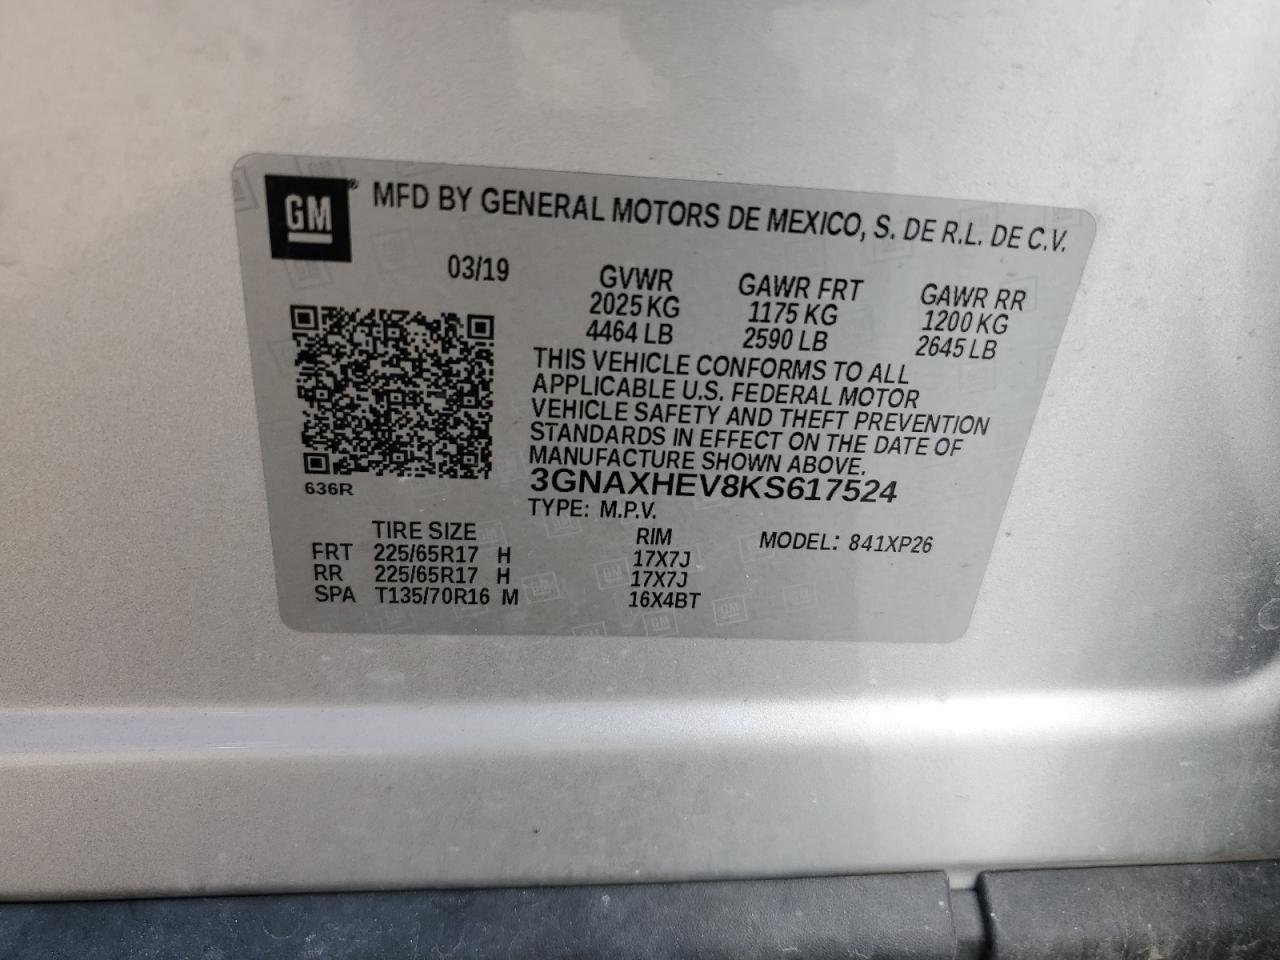 GM® MFD BY GENERAL MOTORS DE MEXICO, S. DE R.L. DE C.V.
03/19 GVWR GAWR FRT GAWR RR
2025 KG 1175 KG 1200 KG
4464 LB 2590 LB 2645 LB
THIS VEHICLE CONFORMS TO ALL
APPLICABLE U.S. FEDERAL MOTOR
VEHICLE SAFETY AND THEFT PREVENTION
STANDARDS IN EFFECT ON THE DATE OF
MANUFACTURE SHOWN ABOVE.
3GNAXHEV8KS617524
636R
TYPE: M.P.V.
TIRE SIZE RIM MODEL: 841XP26
FRT 225/65R17 H 17X7J
RR 225/65R17 H 17X7J
SPA T135/70R16 M 16X4BT